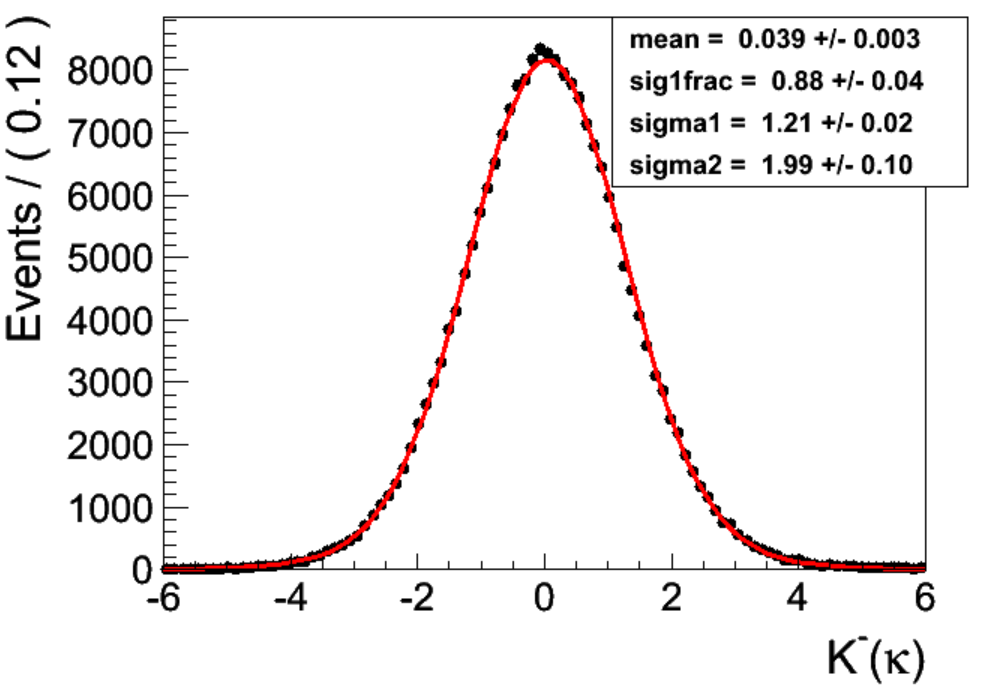 mean = 0.039 +/- 0.003
sig1frac = 0.88 +/- 0.04
sigma1 = 1.21 +/- 0.02
sigma2 = 1.99 +/- 0.10
Events / ( 0.12 )
8000
7000
6000
5000
4000
3000
2000
1000
0
-6 -4 -2 0 2 4 6
K⁻(κ)